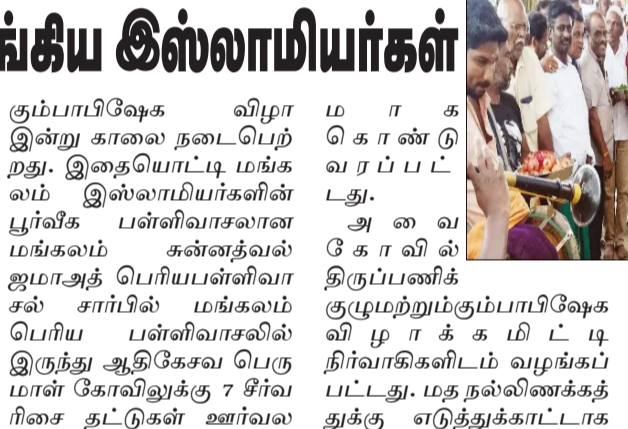 ங்கிய இஸ்லாமியர்கள்
கும்பாபிஷேக விழா
இன்று காலை நடைபெற்
றது. இதையொட்டி மங்க
லம் இஸ்லாமியர்களின்
பூர்வீக பள்ளிவாசலான
மங்கலம் சுன்னத்வல்
ஜமாஅத் பெரியபள்ளிவா
சல் சார்பில் மங்கலம்
பெரிய பள்ளிவாசலில்
இருந்து ஆதிகேசவ பெரு
மாள் கோவிலுக்கு 7 சீர்வ
ரிசை தட்டுகள் ஊர்வல
மாக
கொண்டு
வரப்பட்
டது.
அவை
கோவில்
திருப்பணிக்
குழுமற்றும்கும்பாபிஷேக
விழாக்கமிட்டி
நிர்வாகிகளிடம் வழங்கப்
பட்டது. மத நல்லிணக்கத்
துக்கு எடுத்துக்காட்டாக